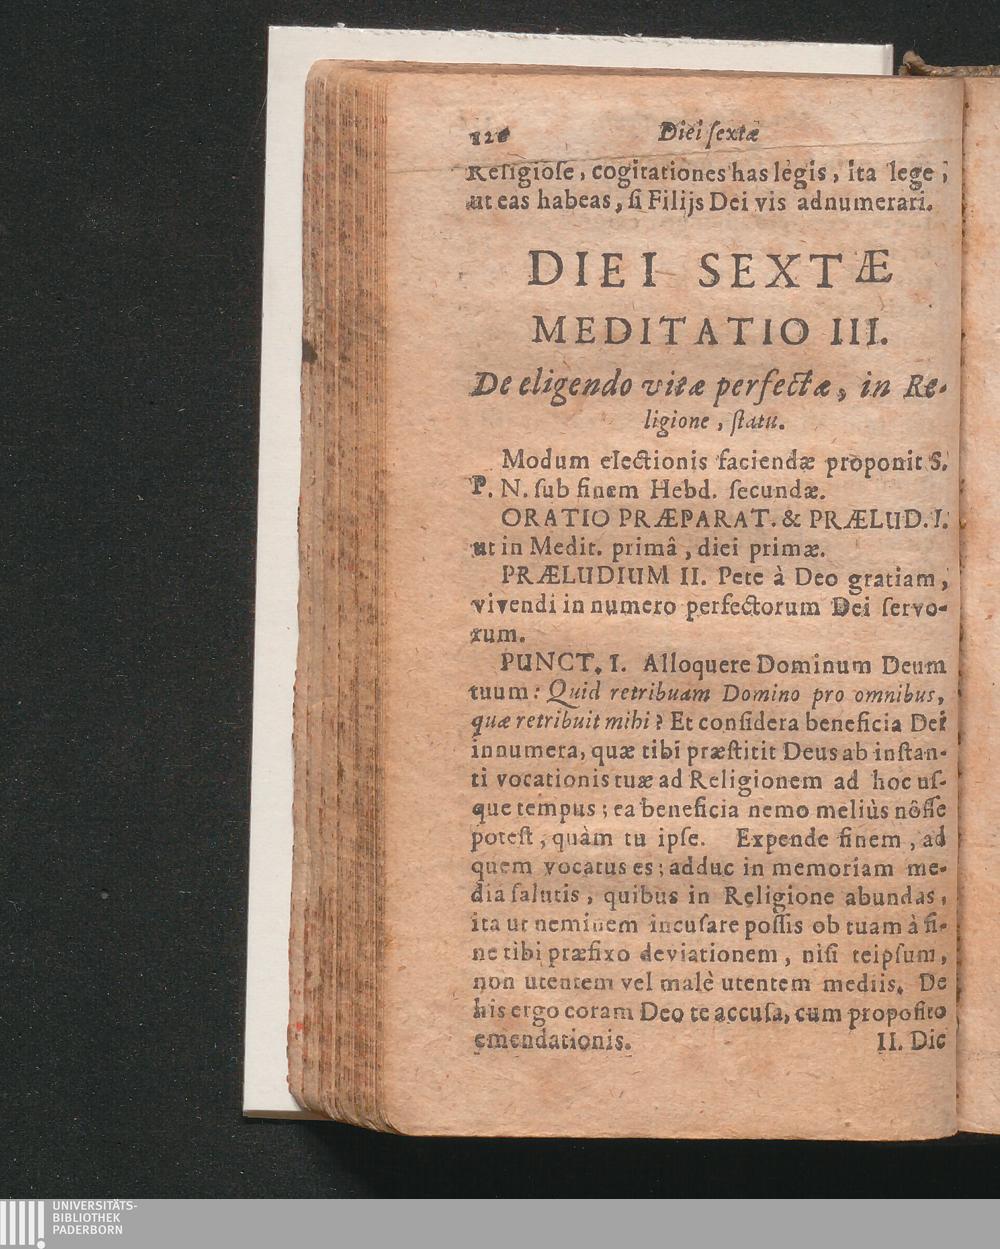 Diei ſextæ
Religioſe, cogitationes has legis, ita lege;
ut eas habeas, ſi Filijs Dei vis adnumerari.
DIEI SEXTÆ
MEDITATIO III.
De eligendo vitæ perfectæ, in Re-
ligione, ſtatu.
Modum electionis faciendæ proponit S.
P. N. ſub finem Hebd. ſecundæ.
ORATIO PRÆPARAT. & PRÆLUD. I.
ut in Medit. primâ, diei primæ.
PRÆLUDIUM II. Pete à Deo gratiam,
vivendi in numero perfectorum Dei ſervo-
rum.
PUNCT. I. Alloquere Dominum Deum
tuum: Quid retribuam Domino pro omnibus,
quæ retribuit mihi? Et conſidera beneficia Dei
innumera, quæ tibi præſtitit Deus ab inſtan-
ti vocationis tuæ ad Religionem ad hoc uſ-
que tempus; ea beneficia nemo meliùs nôſſe
poteſt, quàm tu ipſe. Expende finem, ad
quem vocatus es; adduc in memoriam me-
dia ſalutis, quibus in Religione abundas,
ita ut neminem incuſare poſſis ob tuam à fi-
ne tibi præfixo deviationem, niſi teipſum,
non utentem vel malè utentem mediis. De
his ergo coram Deo te accuſa, cum propoſito
emendationis. II. Dic
UNIVERSITÄTS-
BIBLIOTHEK
PADERBORN